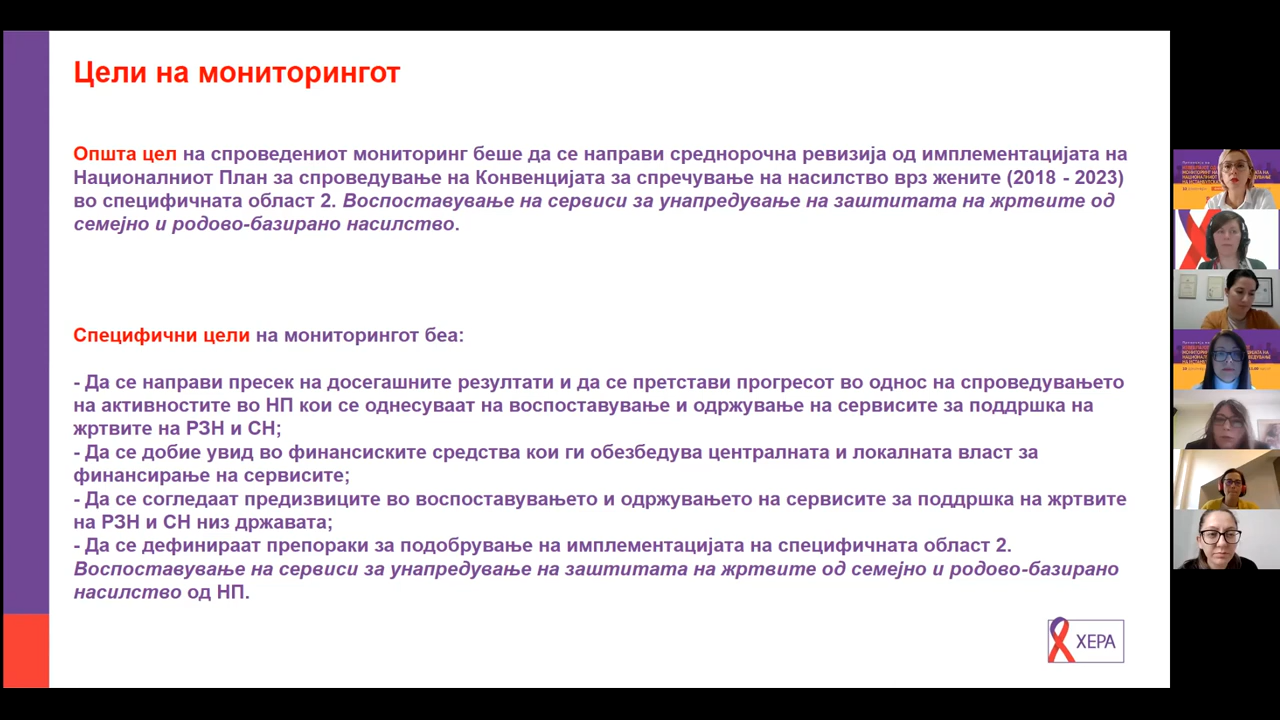 Цели на мониторингот
Општа цел на спроведениот мониторинг беше да се направи среднорочна ревизија од имплементацијата на
Националниот План за спроведување на Конвенцијата за спречување на насилство врз жените (2018 - 2023)
во специфичната област 2. Воспоставување на сервиси за унапредување на заштитата на жртвите од
семејно и родово-базирано насилство.
Специфични цели на мониторингот беа:
- Да се направи пресек на досегашните резултати и да се претстави прогресот во однос на спроведувањето
на активностите во НП кои се однесуваат на воспоставување и одржување на сервисите за поддршка на
жртвите на РЗН и СН;
- Да се добие увид во финансиските средства кои ги обезбедува централната и локалната власт за
финансирање на сервисите;
- Да се согледаат предизвиците во воспоставувањето и одржувањето на сервисите за поддршка на жртвите
на РЗН и СН низ државата;
- Да се дефинираат препораки за подобрување на имплементацијата на специфичната област 2.
Воспоставување на сервиси за унапредување на заштитата на жртвите од семејно и родово-базирано
насилство од НП.
ХЕРА